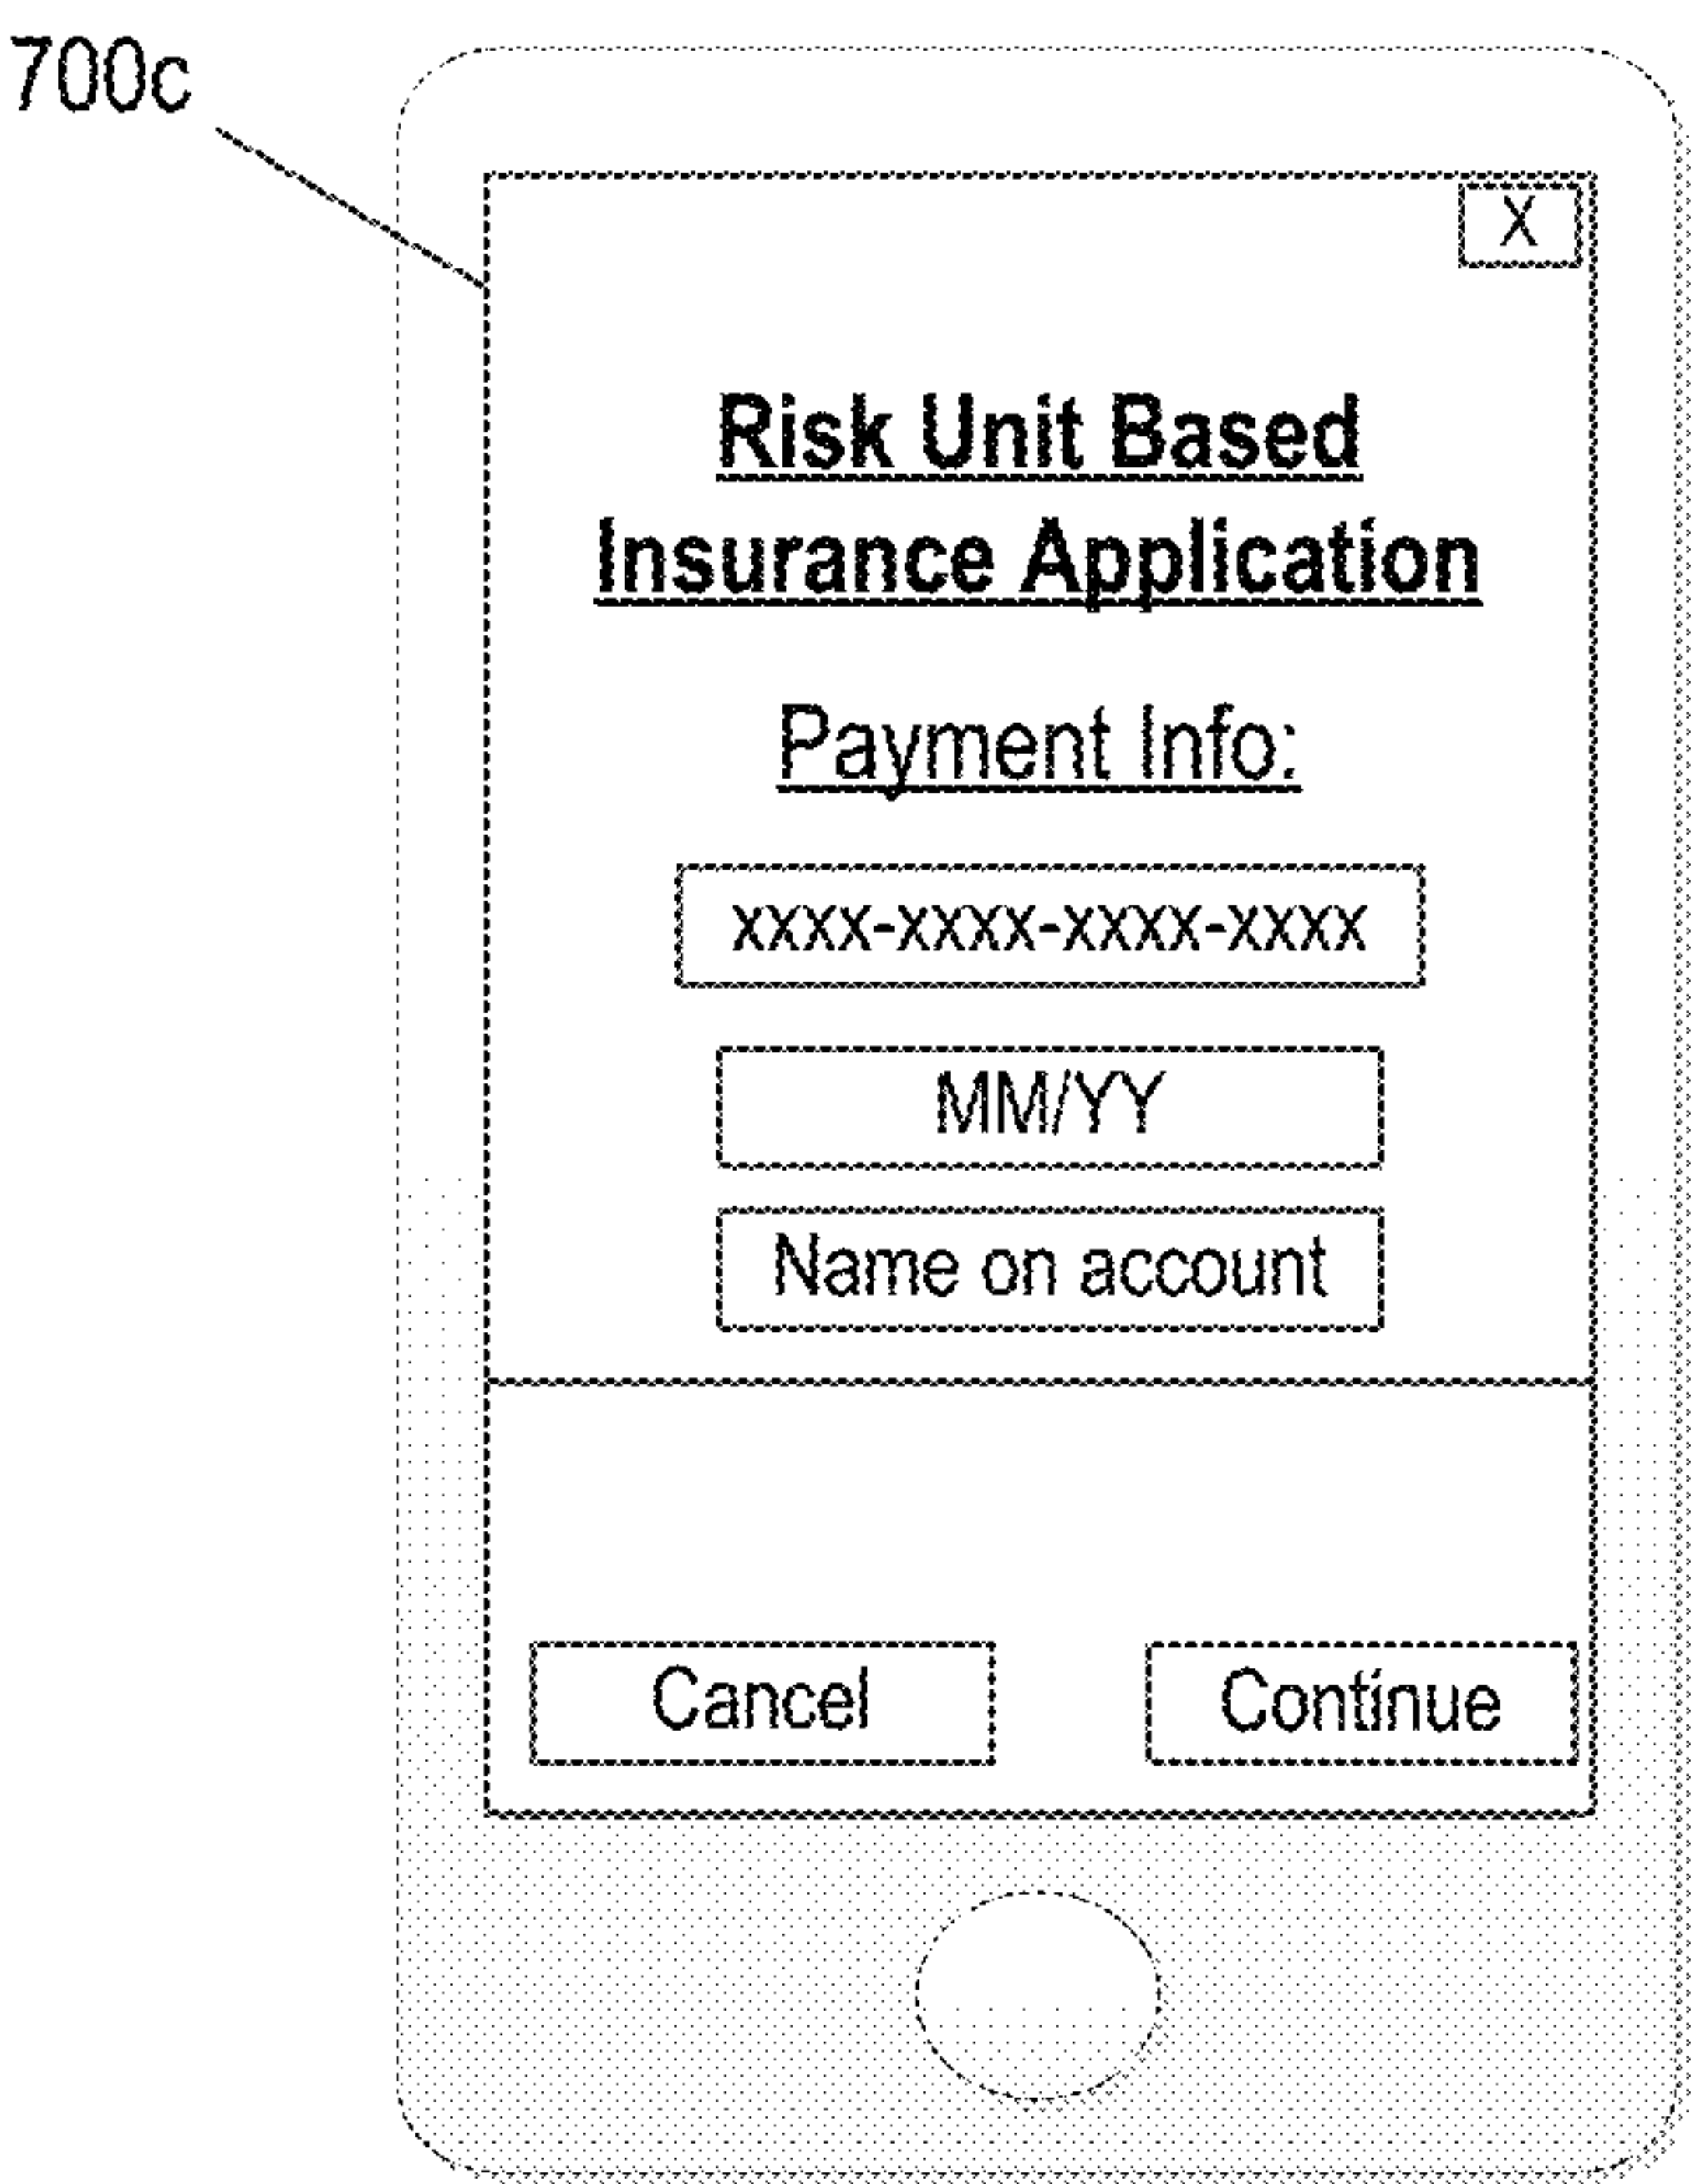 700c
X
Risk Unit Based
Insurance Application
Payment Info:
xxxx-xxxx-xxxx-xxxx
MM/YY
Name on account
Cancel
Continue